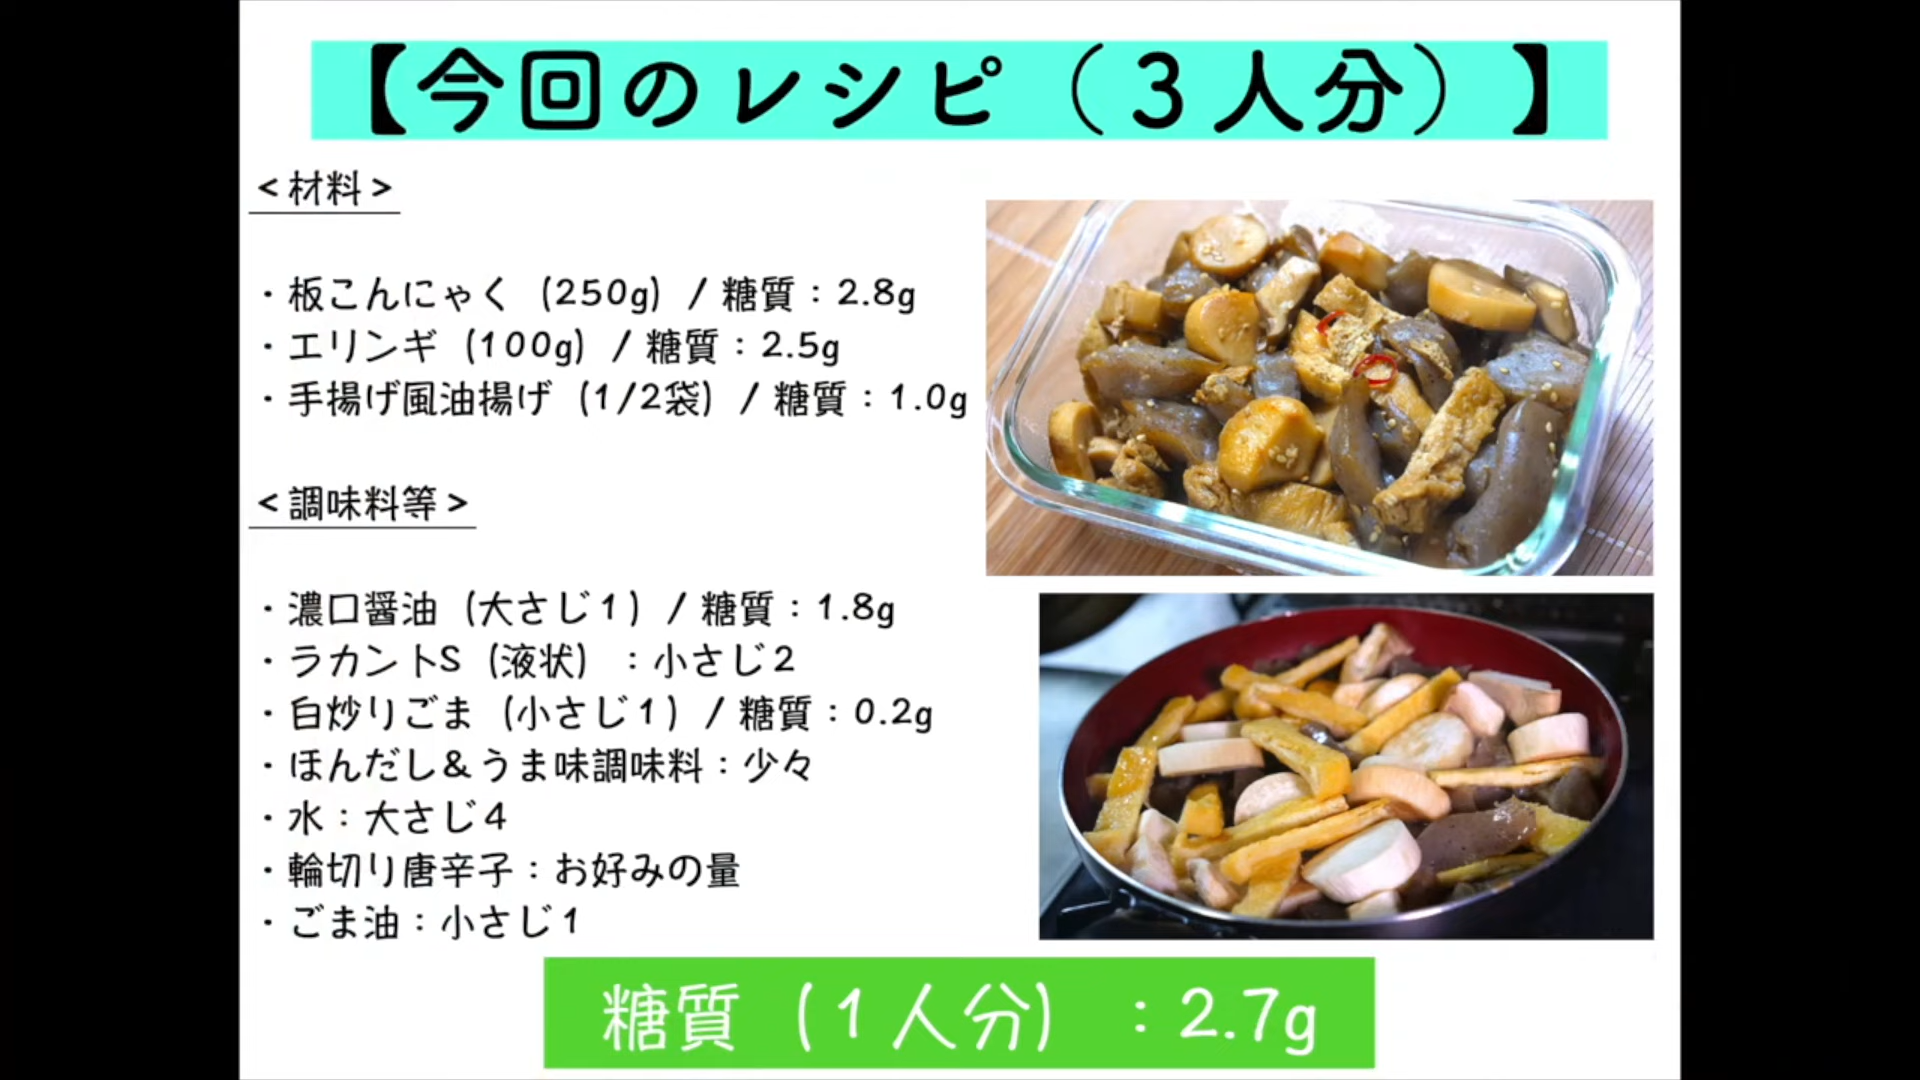 【今回のレシピ（３人分）】
＜材料＞
・板こんにゃく（250g）/ 糖質：2.8g
・エリンギ（100g）/ 糖質：2.5g
・手揚げ風油揚げ（1/2袋）/ 糖質：1.0g
＜調味料等＞
・濃口醤油（大さじ１）/ 糖質：1.8g
・ラカントS（液状）：小さじ２
・白炒りごま（小さじ１）/ 糖質：0.2g
・ほんだし＆うま味調味料：少々
・水：大さじ４
・輪切り唐辛子：お好みの量
・ごま油：小さじ１
糖質（１人分）：2.7g